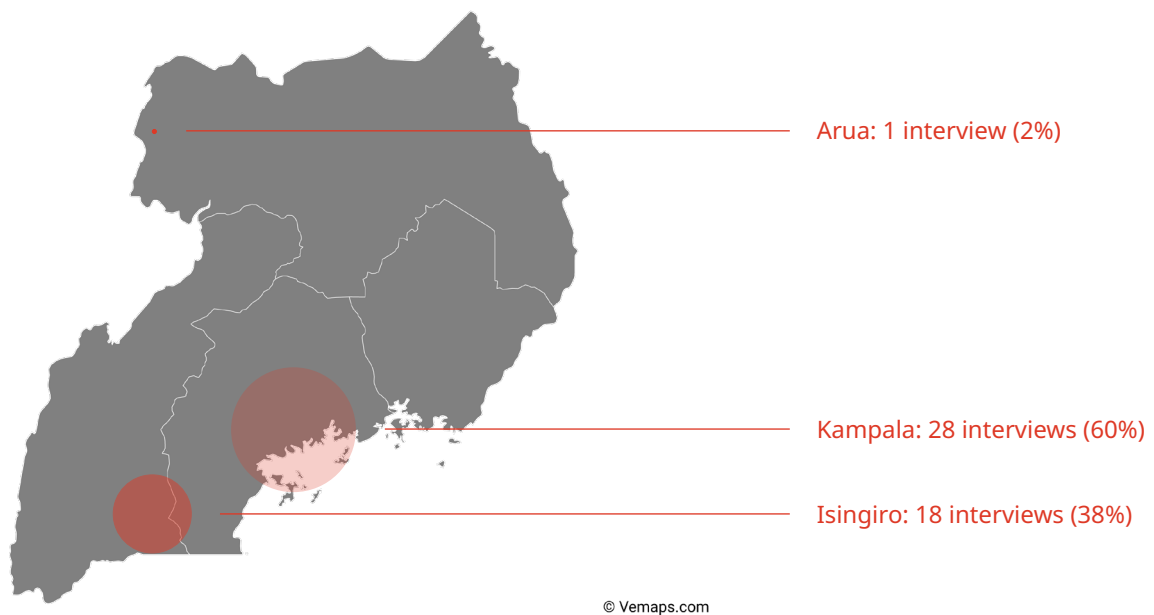 Arua: 1 interview (2%)
Kampala: 28 interviews (60%)
Isingiro: 18 interviews (38%)
© Vemaps.com